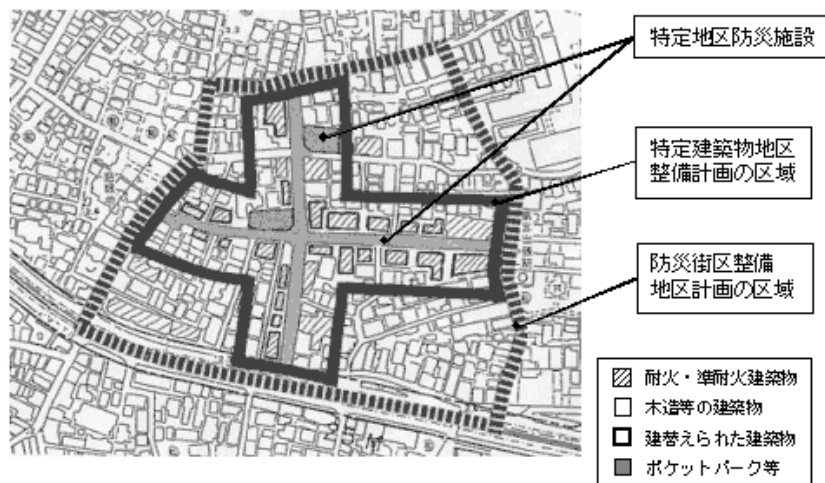 特定地区防災施設
特定建築物地区
整備計画の区域
防災街区整備
地区計画の区域
耐火・準耐火建築物
木造等の建築物
建替えられた建築物
ポケットパーク等